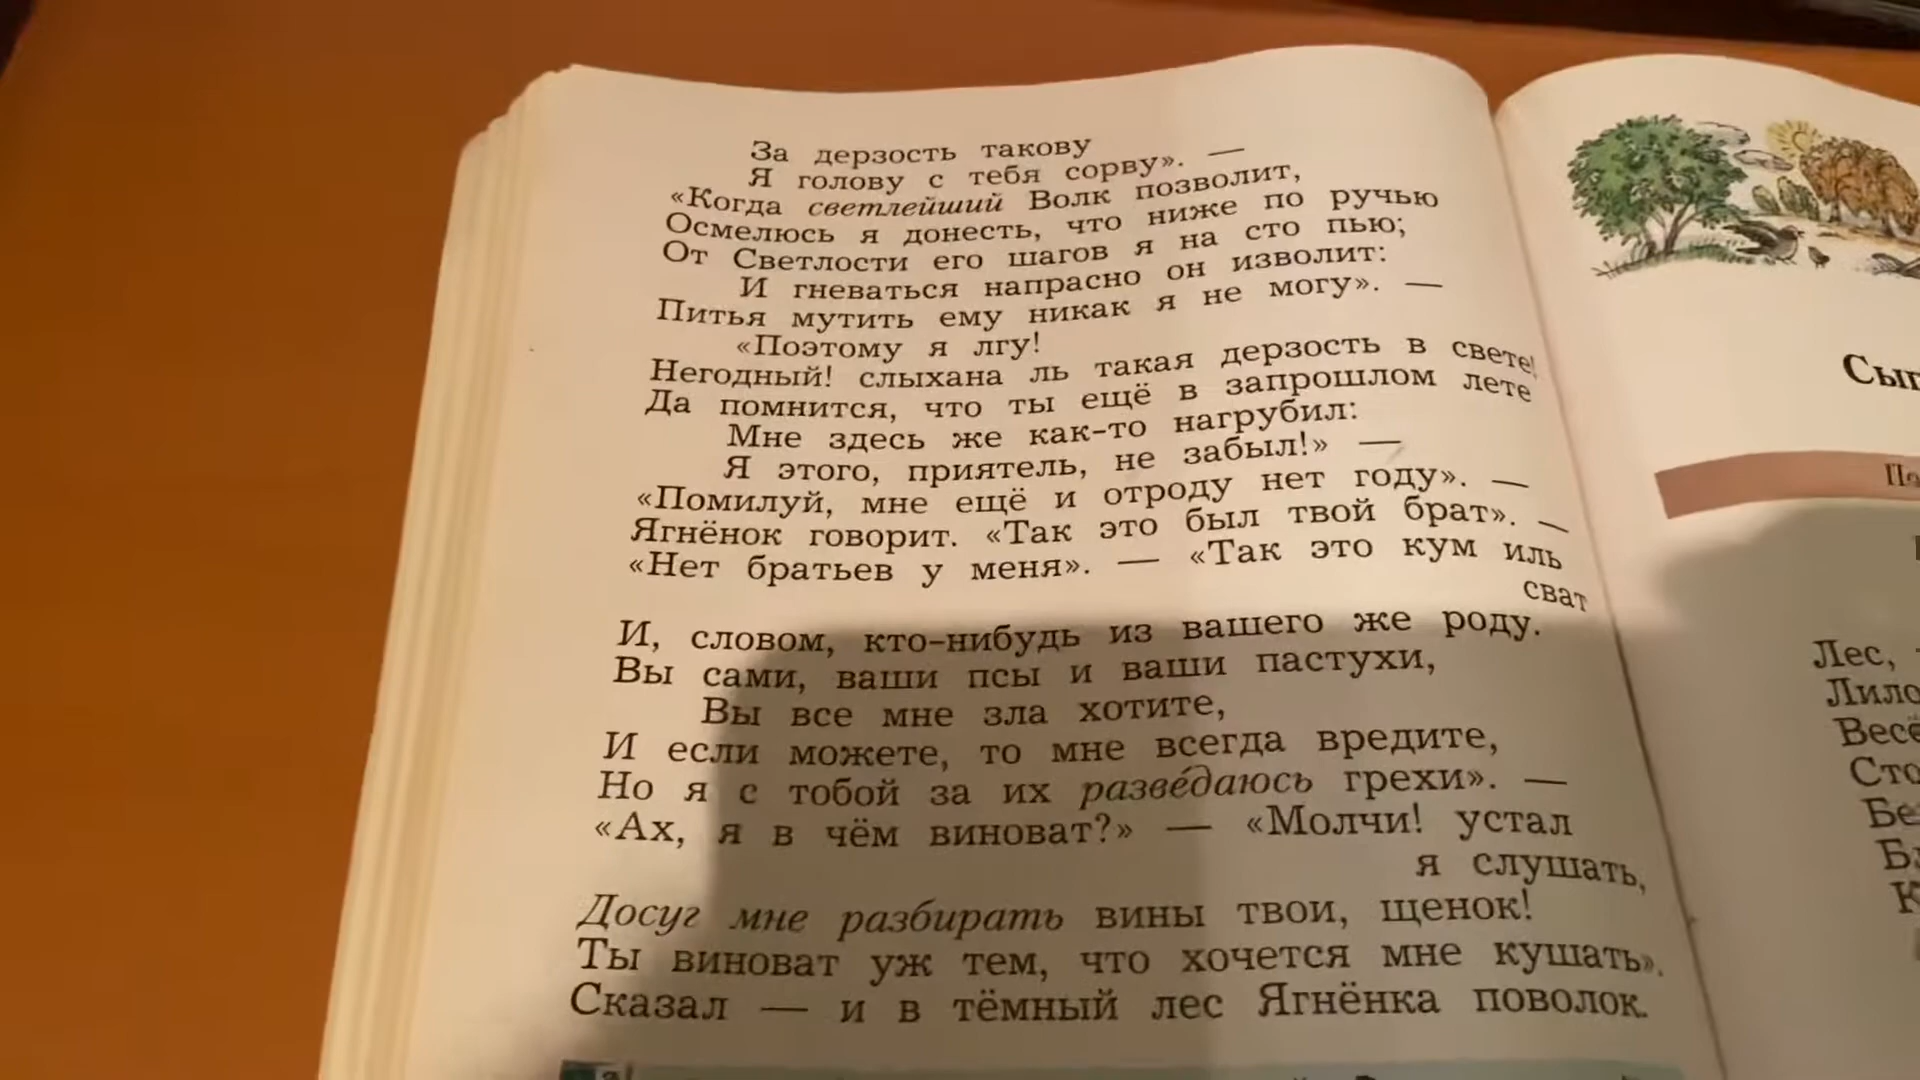 За дерзость такову
Я голову с тебя сорву». —
«Когда светлейший Волк позволит,
Осмелюсь я донесть, что ниже по ручью
От Светлости его шагов я на сто пью;
И гневаться напрасно он изволит:
Питья мутить ему никак я не могу». —
«Поэтому я лгу!
Негодный! слыхана ль такая дерзость в свете!
Да помнится, что ты ещё в запрошлом лете
Мне здесь же как-то нагрубил:
Я этого, приятель, не забыл!» —
«Помилуй, мне ещё и отроду нет году». —
Ягнёнок говорит. «Так это был твой брат». —
«Нет братьев у меня». — «Так это кум иль
сват
И, словом, кто-нибудь из вашего же роду.
Вы сами, ваши псы и ваши пастухи,
Вы все мне зла хотите,
И если можете, то мне всегда вредите,
Но я с тобой за их разве́даюсь грехи». —
«Ах, я в чём виноват?» — «Молчи! устал
я слушать,
Досуг мне разбирать вины твои, щенок!
Ты виноват уж тем, что хочется мне кушать».
Сказал — и в тёмный лес Ягнёнка поволок.
Лес,